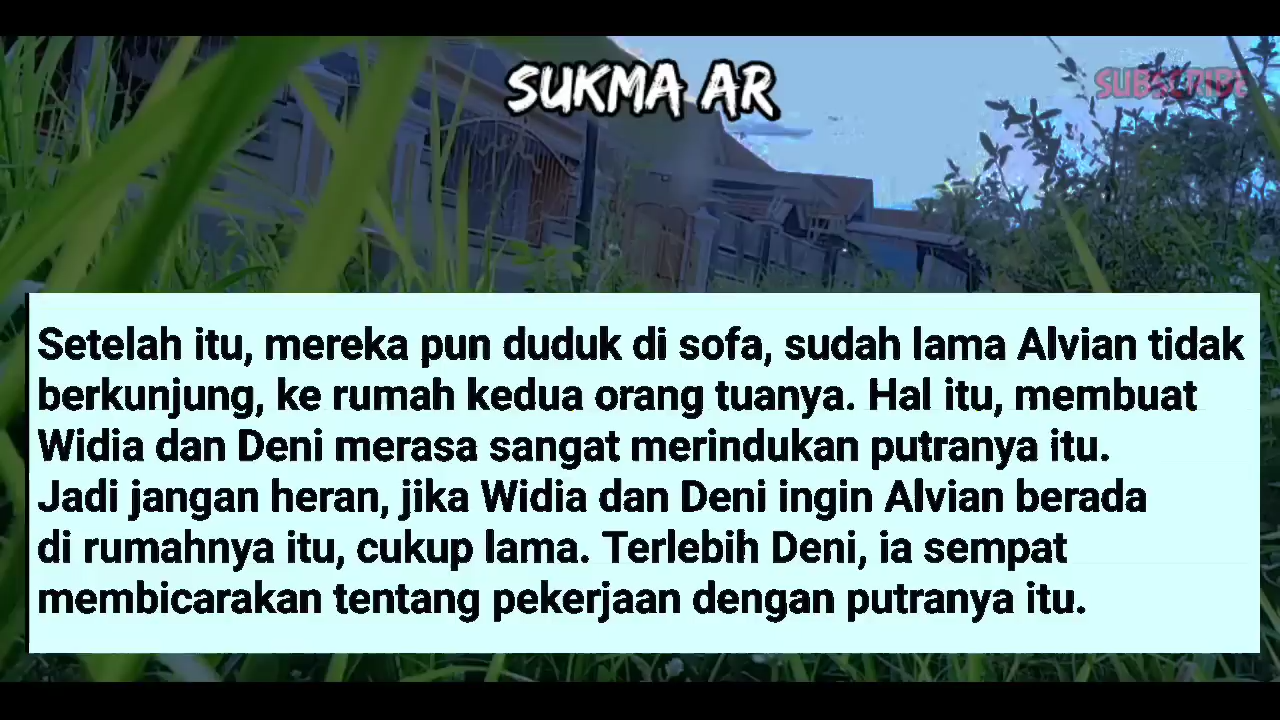 SUKMA AR
SUBSCRIBE
Setelah itu, mereka pun duduk di sofa, sudah lama Alvian tidak
berkunjung, ke rumah kedua orang tuanya. Hal itu, membuat
Widia dan Deni merasa sangat merindukan putranya itu.
Jadi jangan heran, jika Widia dan Deni ingin Alvian berada
di rumahnya itu, cukup lama. Terlebih Deni, ia sempat
membicarakan tentang pekerjaan dengan putranya itu.